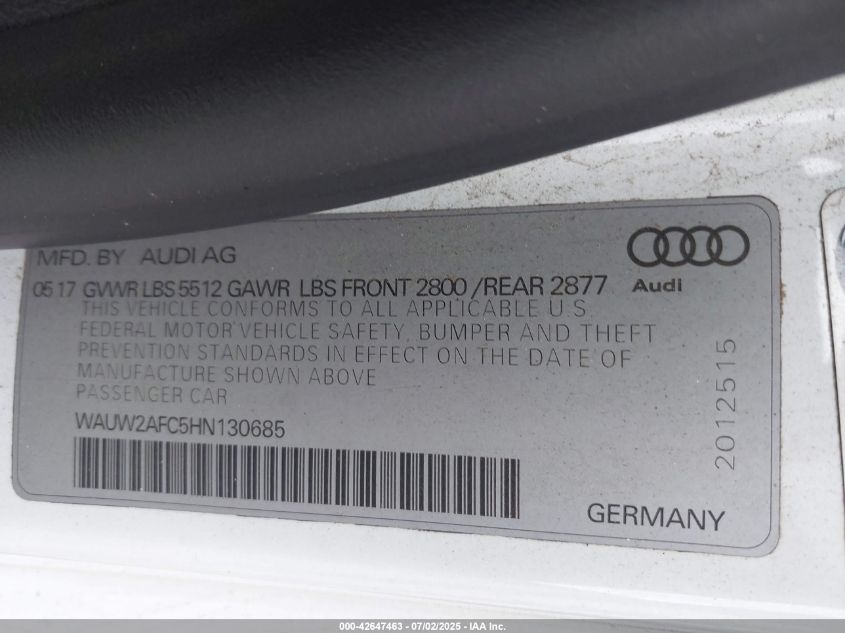 MFD. BY AUDI AG
05 17 GVWR LBS 5512 GAWR LBS FRONT 2800 / REAR 2877
Audi
THIS VEHICLE CONFORMS TO ALL APPLICABLE U.S
FEDERAL MOTOR VEHICLE SAFETY, BUMPER AND THEFT
PREVENTION STANDARDS IN EFFECT ON THE DATE OF
MANUFACTURE SHOWN ABOVE
PASSENGER CAR
WAUW2AFC5HN130685
2012515
GERMANY
000-42647463 - 07/02/2025 - IAA Inc.